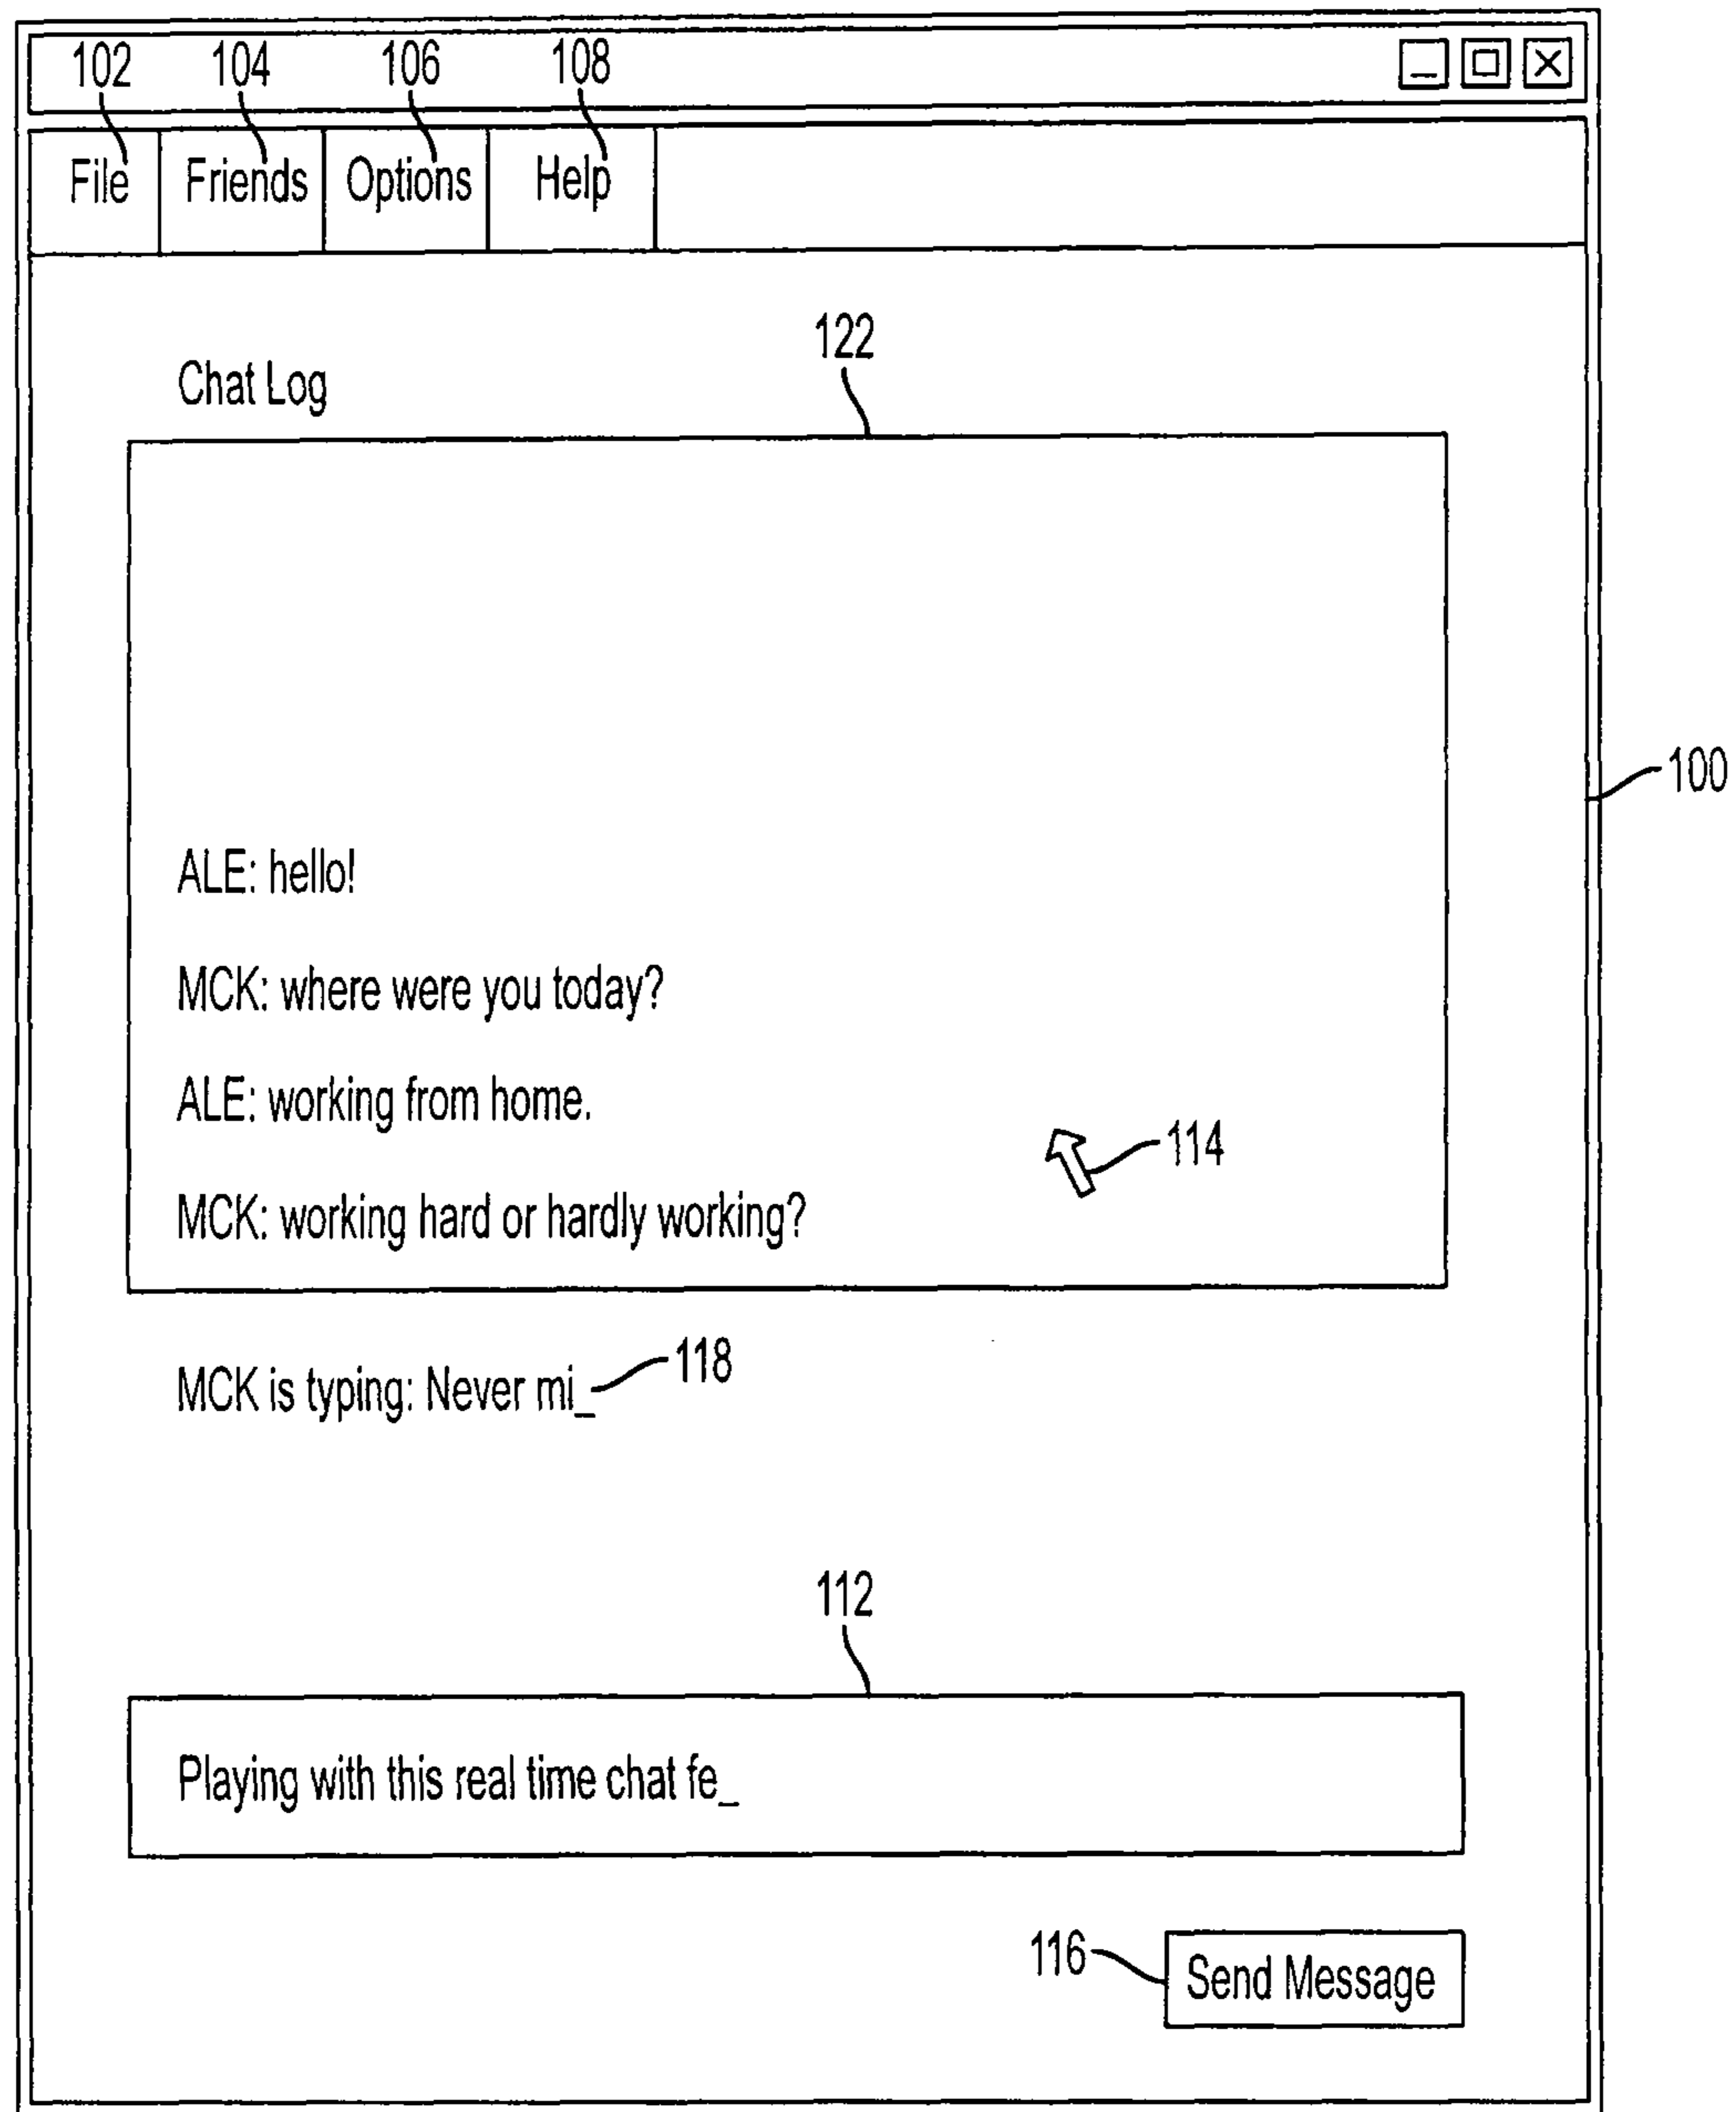 102 104 106 108
File Friends Options Help
122
Chat Log
100
ALE: hello!
MCK: where were you today?
ALE: working from home.
114
MCK: working hard or hardly working?
118
MCK is typing: Never mi_
112
Playing with this real time chat fe_
116 Send Message